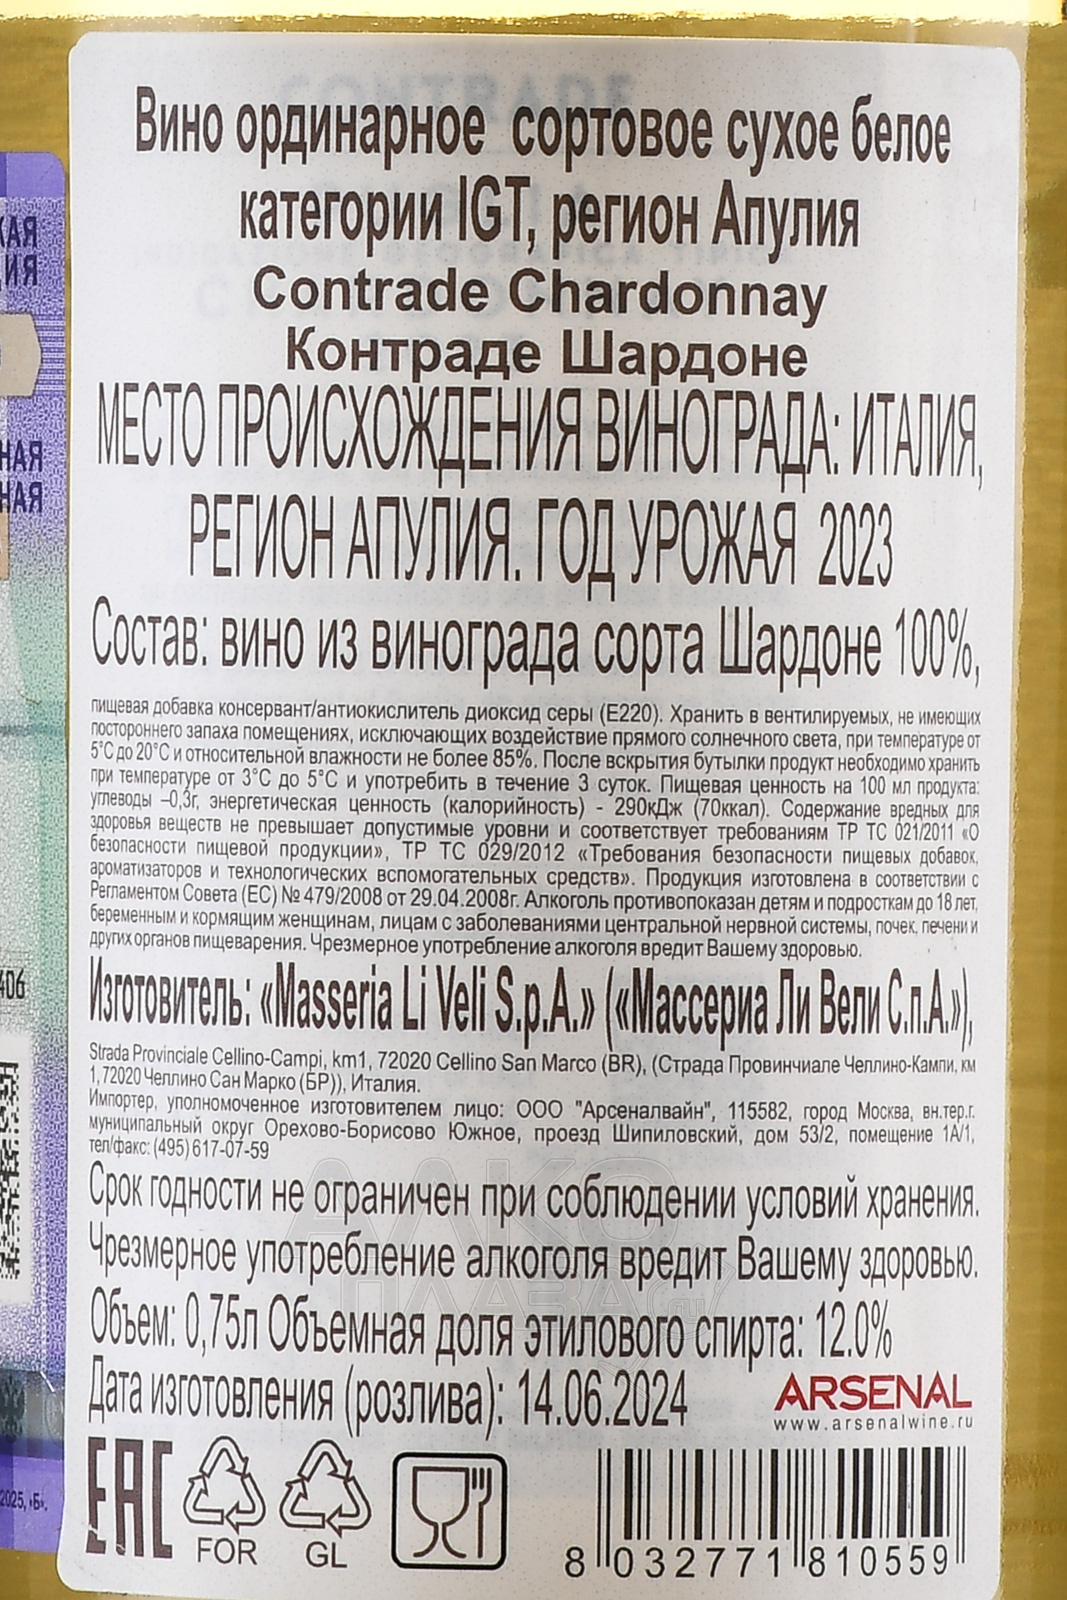 Вино ординарное сортовое сухое белое
категории IGT, регион Апулия
Contrade Chardonnay
Контраде Шардоне
МЕСТО ПРОИСХОЖДЕНИЯ ВИНОГРАДА: ИТАЛИЯ,
РЕГИОН АПУЛИЯ. ГОД УРОЖАЯ 2023
Состав: вино из винограда сорта Шардоне 100%,
пищевая добавка консервант/антиокислитель диоксид серы (Е220). Хранить в вентилируемых, не имеющих
постороннего запаха помещениях, исключающих воздействие прямого солнечного света, при температуре от
5°С до 20°С и относительной влажности не более 85%. После вскрытия бутылки продукт необходимо хранить
при температуре от 3°С до 5°С и употребить в течение 3 суток. Пищевая ценность на 100 мл продукта:
углеводы –0,3г, энергетическая ценность (калорийность) - 290кДж (70ккал). Содержание вредных для
здоровья веществ не превышает допустимые уровни и соответствует требованиям ТР ТС 021/2011 «О
безопасности пищевой продукции», ТР ТС 029/2012 «Требования безопасности пищевых добавок,
ароматизаторов и технологических вспомогательных средств». Продукция изготовлена в соответствии с
Регламентом Совета (ЕС) № 479/2008 от 29.04.2008г. Алкоголь противопоказан детям и подросткам до 18 лет,
беременным и кормящим женщинам, лицам с заболеваниями центральной нервной системы, почек, печени и
других органов пищеварения. Чрезмерное употребление алкоголя вредит Вашему здоровью.
Изготовитель: «Masseria Li Veli S.p.A.» («Массериа Ли Вели С.п.А.»),
Strada Provinciale Cellino-Campi, km1, 72020 Cellino San Marco (BR), (Страда Провинчиале Челлино-Кампи, км
1, 72020 Челлино Сан Марко (БР)), Италия.
Импортер, уполномоченное изготовителем лицо: ООО "Арсеналвайн", 115582, город Москва, вн.тер.г.
муниципальный округ Орехово-Борисово Южное, проезд Шипиловский, дом 53/2, помещение 1А/1,
тел/факс: (495) 617-07-59
Срок годности не ограничен при соблюдении условий хранения.
Чрезмерное употребление алкоголя вредит Вашему здоровью.
Объем: 0,75л Объемная доля этилового спирта: 12.0%
Дата изготовления (розлива): 14.06.2024
ARSENAL
www.arsenalwine.ru
EAC
FOR
GL
8 032771 810559
АЛКО
ПЛАЗА
.ru
КАЯ
ЦИЯ
НАЯ
НАЯ
406
2025, «Б».